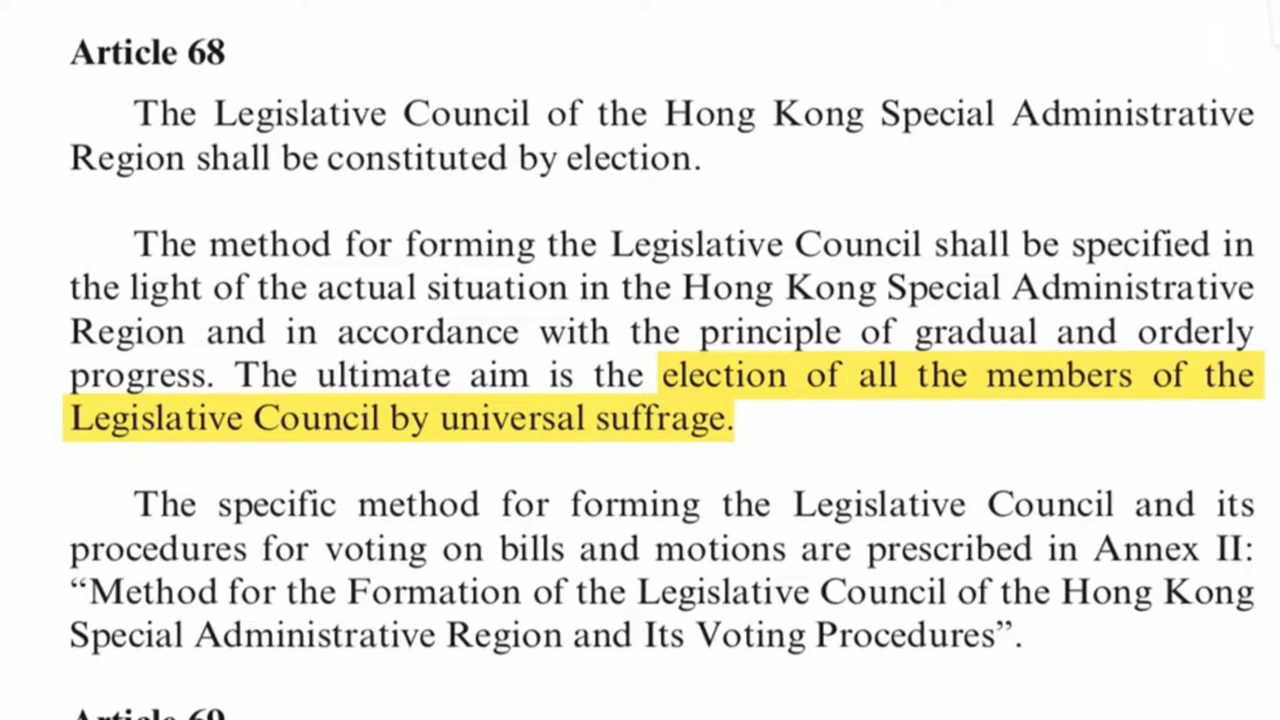 Article 68
The Legislative Council of the Hong Kong Special Administrative
Region shall be constituted by election.
The method for forming the Legislative Council shall be specified in
the light of the actual situation in the Hong Kong Special Administrative
Region and in accordance with the principle of gradual and orderly
progress. The ultimate aim is the election of all the members of the
Legislative Council by universal suffrage.
The specific method for forming the Legislative Council and its
procedures for voting on bills and motions are prescribed in Annex II:
“Method for the Formation of the Legislative Council of the Hong Kong
Special Administrative Region and Its Voting Procedures”.
Article 69